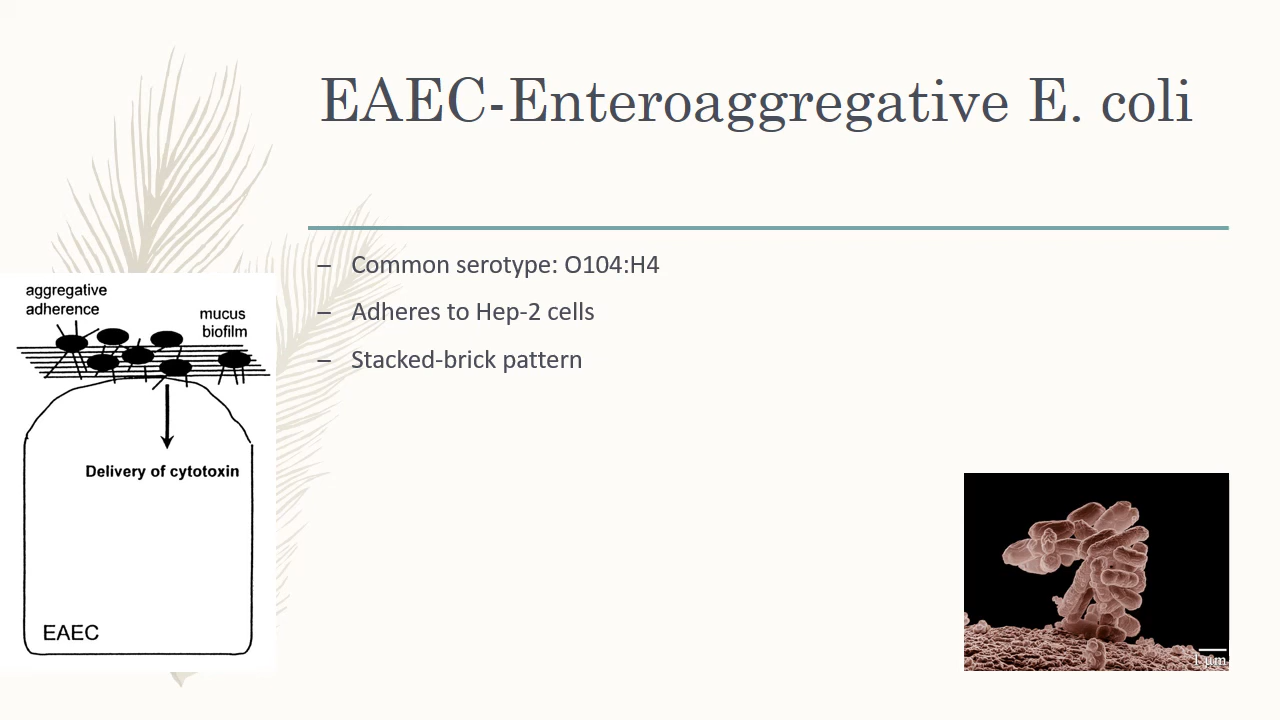 EAEC-Enteroaggregative E. coli
– Common serotype: O104:H4
– Adheres to Hep-2 cells
– Stacked-brick pattern
aggregative
adherence
mucus
biofilm
Delivery of cytotoxin
EAEC
1 µm